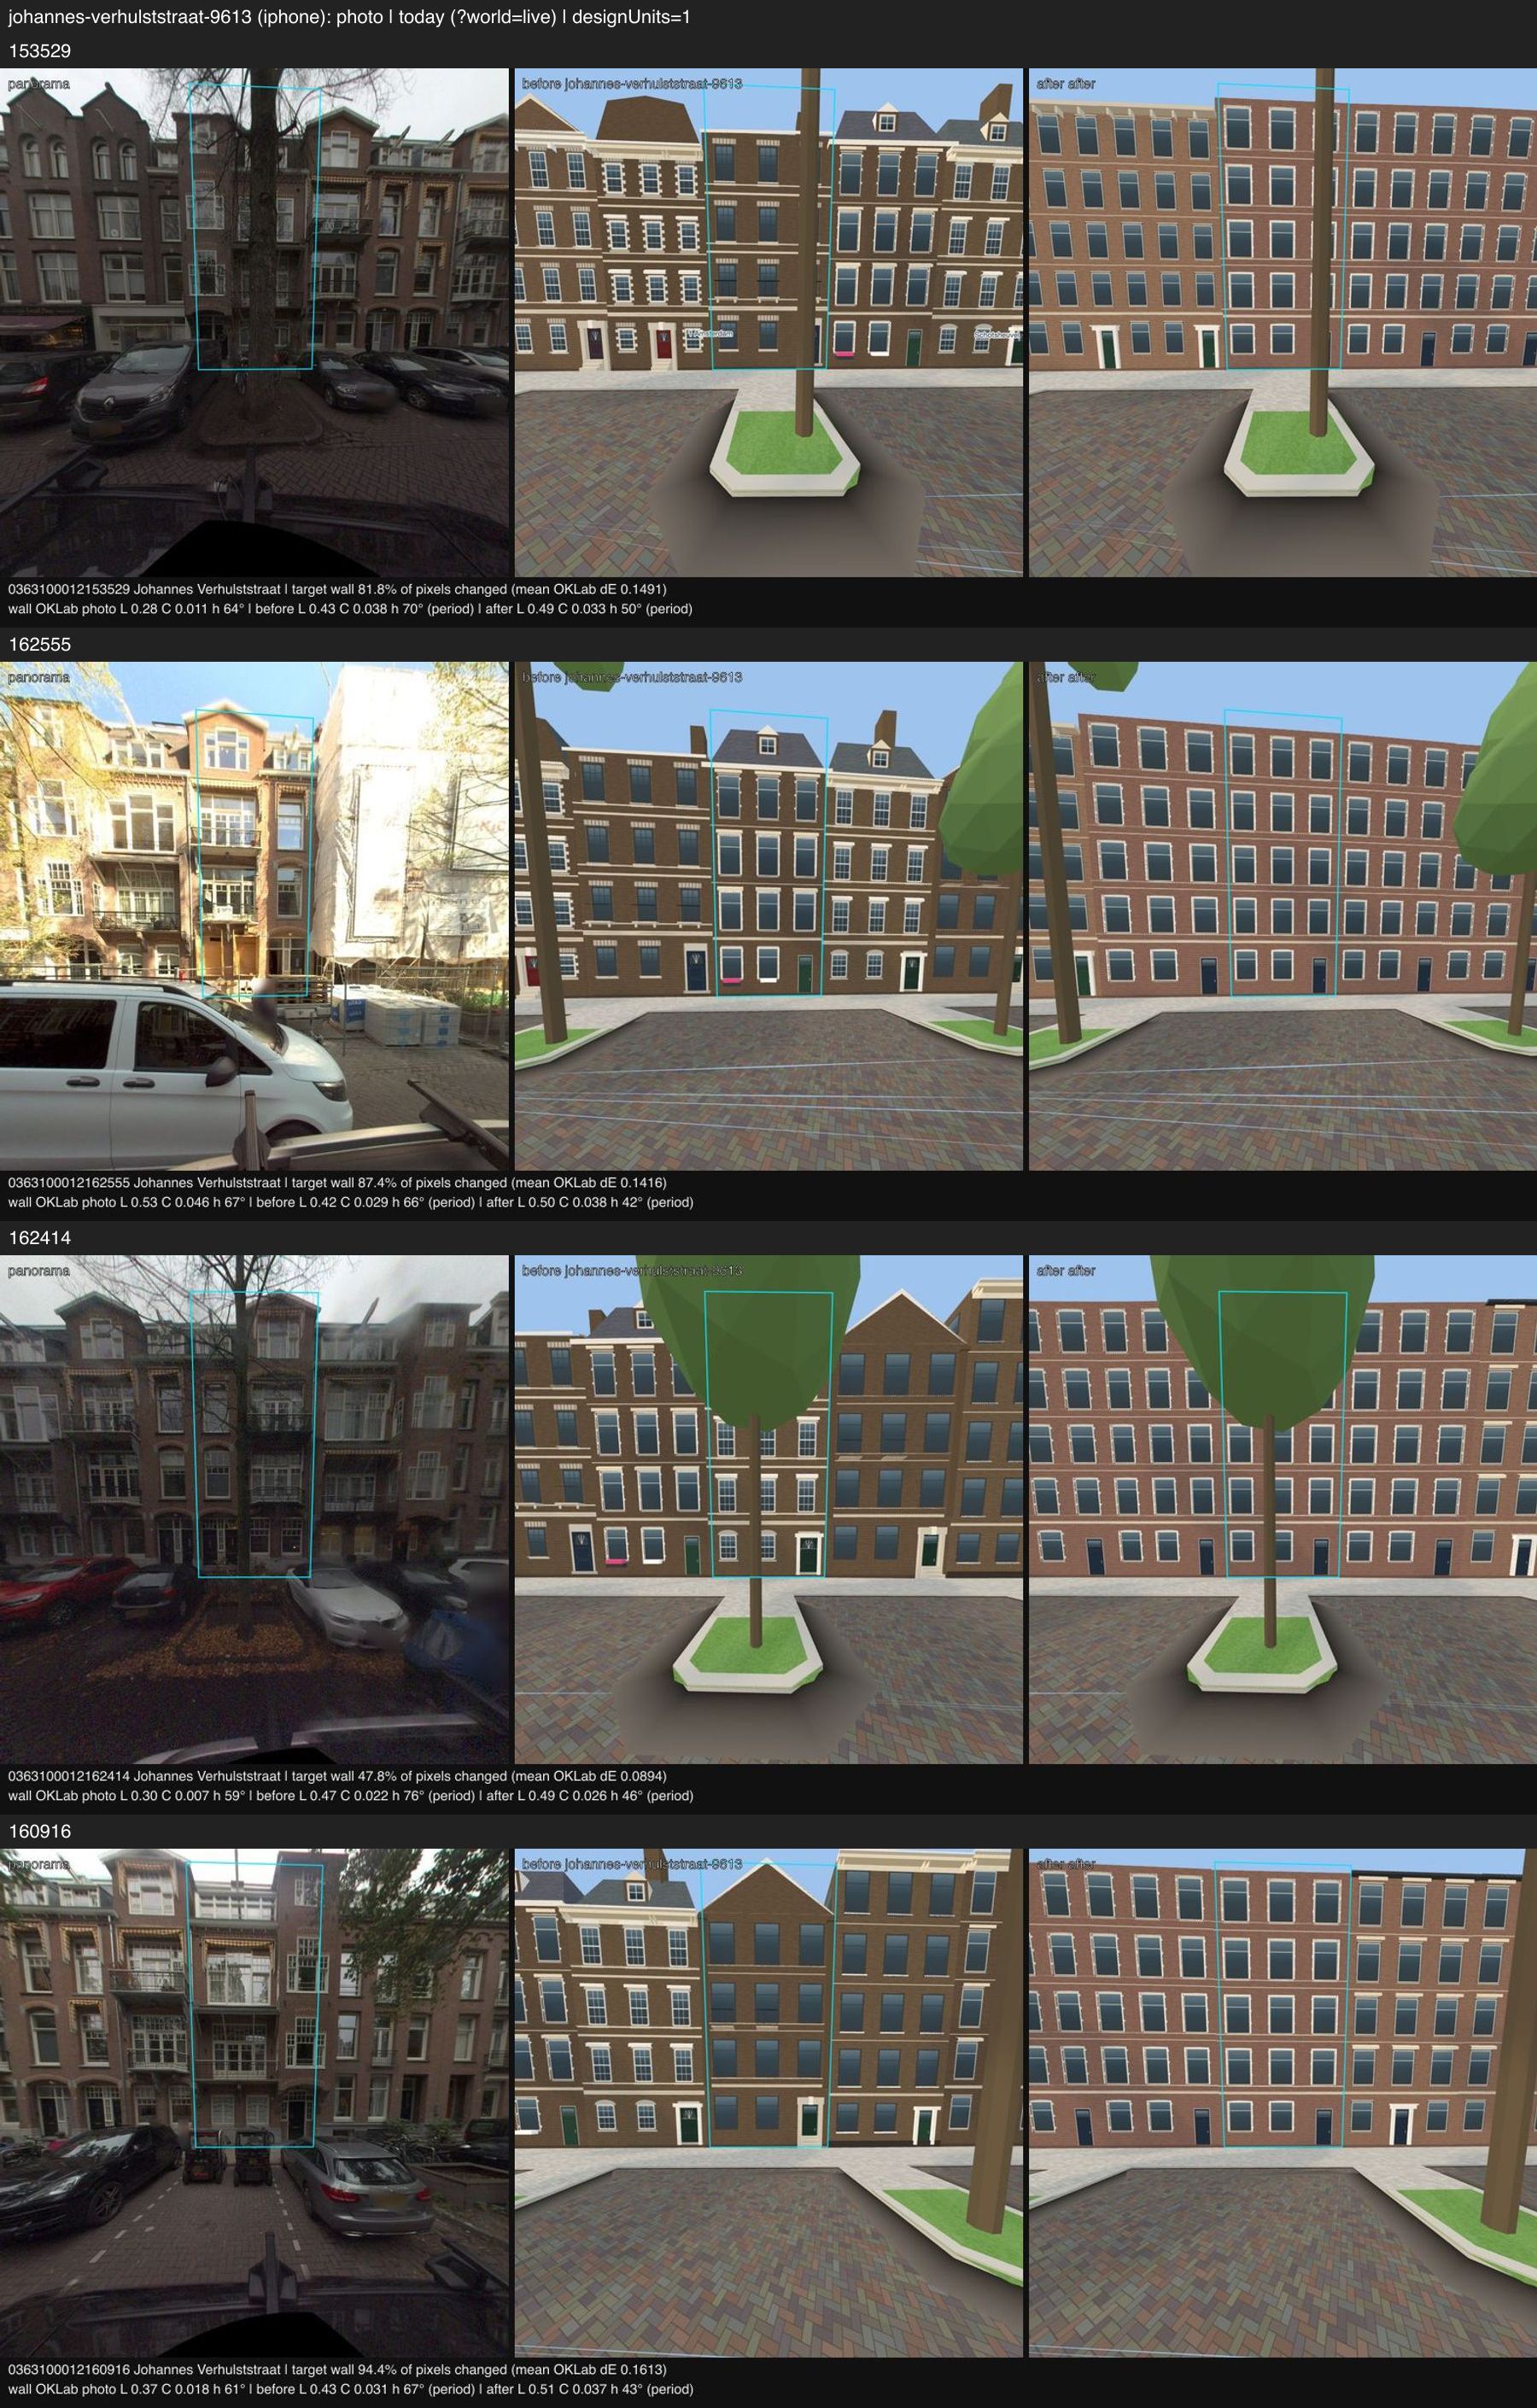 johannes-verhulststraat-9613 (iphone): photo | today (?world=live) | designUnits=1
153529
panorama
before johannes-verhulststraat-9613
after after
0363100012153529 Johannes Verhulststraat | target wall 81.8% of pixels changed (mean OKLab dE 0.1491)
wall OKLab photo L 0.28 C 0.011 h 64° | before L 0.43 C 0.038 h 70° (period) | after L 0.49 C 0.033 h 50° (period)
162555
panorama
before johannes-verhulststraat-9613
after after
0363100012162555 Johannes Verhulststraat | target wall 87.4% of pixels changed (mean OKLab dE 0.1416)
wall OKLab photo L 0.53 C 0.046 h 67° | before L 0.42 C 0.029 h 66° (period) | after L 0.50 C 0.038 h 42° (period)
162414
panorama
before johannes-verhulststraat-9613
after after
0363100012162414 Johannes Verhulststraat | target wall 47.8% of pixels changed (mean OKLab dE 0.0894)
wall OKLab photo L 0.30 C 0.007 h 59° | before L 0.47 C 0.022 h 76° (period) | after L 0.49 C 0.026 h 46° (period)
160916
panorama
before johannes-verhulststraat-9613
after after
0363100012160916 Johannes Verhulststraat | target wall 94.4% of pixels changed (mean OKLab dE 0.1613)
wall OKLab photo L 0.37 C 0.018 h 61° | before L 0.43 C 0.031 h 67° (period) | after L 0.51 C 0.037 h 43° (period)